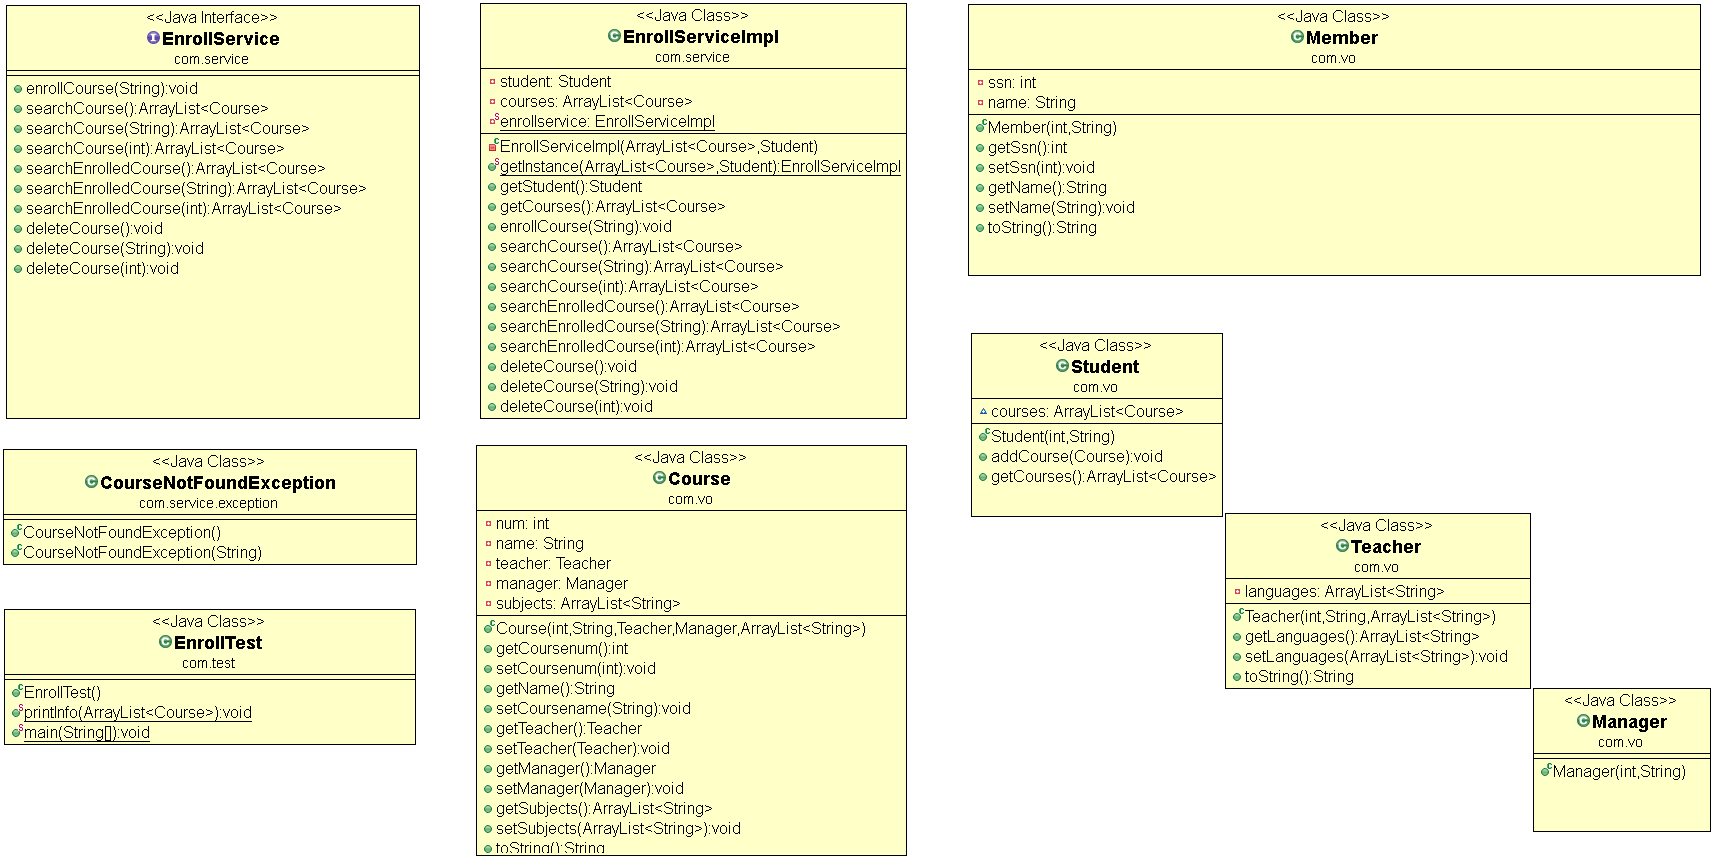 <<Java Interface>>
EnrollService
com.service
enrollCourse(String):void
searchCourse():ArrayList<Course>
searchCourse(String):ArrayList<Course>
searchCourse(int):ArrayList<Course>
searchEnrolledCourse():ArrayList<Course>
searchEnrolledCourse(String):ArrayList<Course>
searchEnrolledCourse(int):ArrayList<Course>
deleteCourse():void
deleteCourse(String):void
deleteCourse(int):void
<<Java Class>>
EnrollServiceImpl
com.service
student: Student
courses: ArrayList<Course>
enrollservice: EnrollServiceImpl
EnrollServiceImpl(ArrayList<Course>,Student)
getInstance(ArrayList<Course>,Student):EnrollServiceImpl
getStudent():Student
getCourses():ArrayList<Course>
enrollCourse(String):void
searchCourse():ArrayList<Course>
searchCourse(String):ArrayList<Course>
searchCourse(int):ArrayList<Course>
searchEnrolledCourse():ArrayList<Course>
searchEnrolledCourse(String):ArrayList<Course>
searchEnrolledCourse(int):ArrayList<Course>
deleteCourse():void
deleteCourse(String):void
deleteCourse(int):void
<<Java Class>>
Member
com.vo
ssn: int
name: String
Member(int,String)
getSsn():int
setSsn(int):void
getName():String
setName(String):void
toString():String
<<Java Class>>
Student
com.vo
courses: ArrayList<Course>
Student(int,String)
addCourse(Course):void
getCourses():ArrayList<Course>
<<Java Class>>
CourseNotFoundException
com.service.exception
CourseNotFoundException()
CourseNotFoundException(String)
<<Java Class>>
EnrollTest
com.test
EnrollTest()
printInfo(ArrayList<Course>):void
main(String[]):void
<<Java Class>>
Course
com.vo
num: int
name: String
teacher: Teacher
manager: Manager
subjects: ArrayList<String>
Course(int,String,Teacher,Manager,ArrayList<String>)
getCoursenum():int
setCoursenum(int):void
getName():String
setCoursename(String):void
getTeacher():Teacher
setTeacher(Teacher):void
getManager():Manager
setManager(Manager):void
getSubjects():ArrayList<String>
setSubjects(ArrayList<String>):void
toString():String
<<Java Class>>
Teacher
com.vo
languages: ArrayList<String>
Teacher(int,String,ArrayList<String>)
getLanguages():ArrayList<String>
setLanguages(ArrayList<String>):void
toString():String
<<Java Class>>
Manager
com.vo
Manager(int,String)